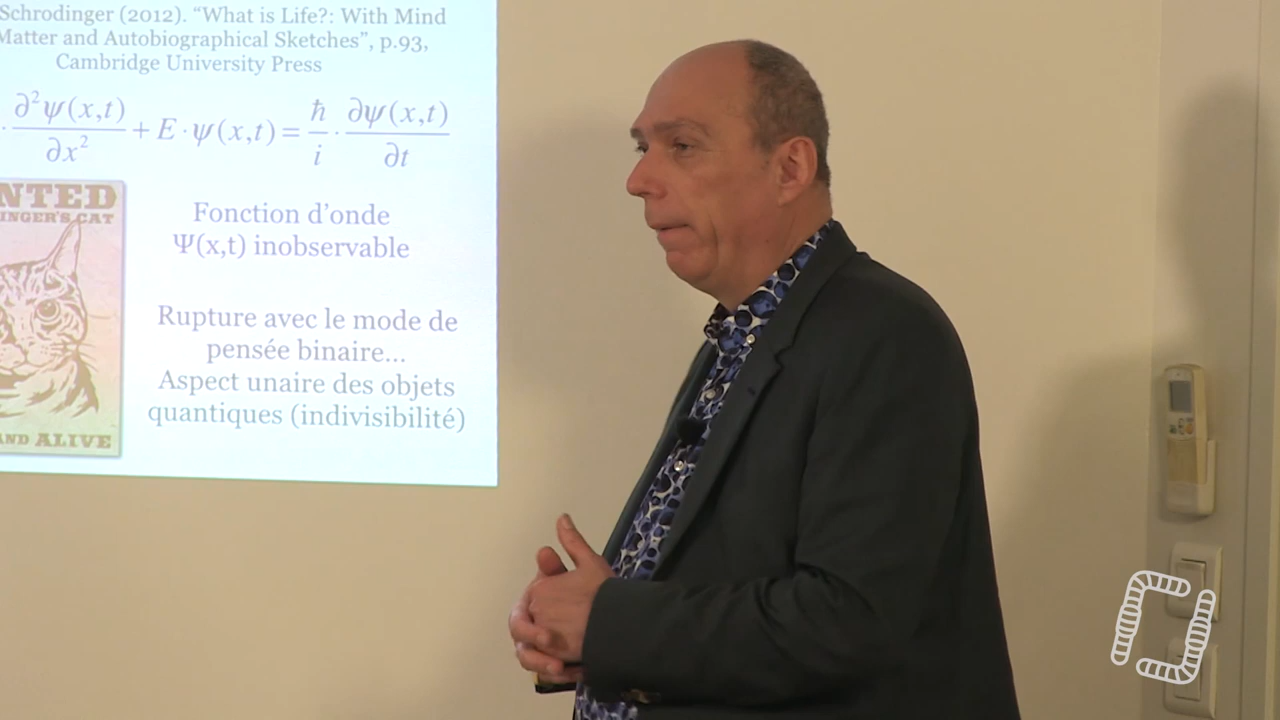 Schrodinger (2012). “What is Life?: With Mind
Matter and Autobiographical Sketches”, p.93,
Cambridge University Press
· ∂²ψ(x,t)/∂x² + E·ψ(x,t) = ℏ/i · ∂ψ(x,t)/∂t
NTED
INGER'S CAT
Fonction d’onde
Ψ(x,t) inobservable
Rupture avec le mode de
pensée binaire...
Aspect unaire des objets
quantiques (indivisibilité)
AND ALIVE